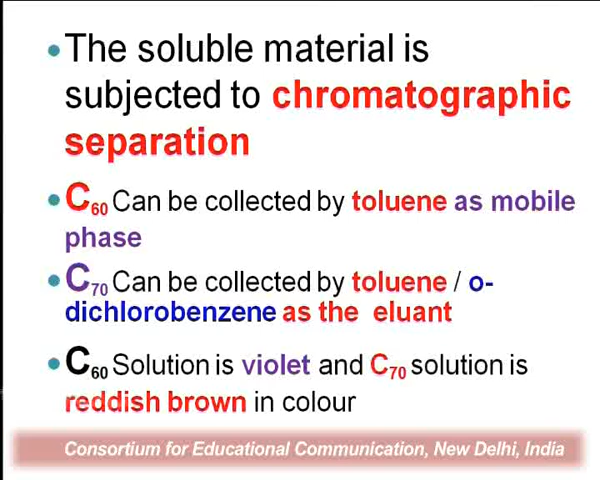 • The soluble material is
subjected to chromatographic
separation
• C60 Can be collected by toluene as mobile
phase
• C70 Can be collected by toluene / o-
dichlorobenzene as the eluant
• C60 Solution is violet and C70 solution is
reddish brown in colour
Consortium for Educational Communication, New Delhi, India